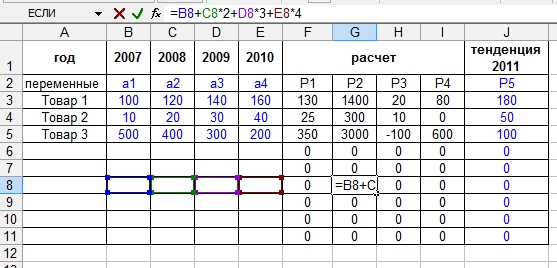 ЕСЛИ =B8+C8*2+D8*3+E8*4
A B C D E F G H I J
1 год 2007 2008 2009 2010 расчет тенденция 2011
2 переменные a1 a2 a3 a4 P1 P2 P3 P4 P5
3 Товар 1 100 120 140 160 130 1400 20 80 180
4 Товар 2 10 20 30 40 25 300 10 0 50
5 Товар 3 500 400 300 200 350 3000 -100 600 100
6 0 0 0 0 0
7 0 0 0 0 0
8 0 =B8+C 0 0 0
9 0 0 0 0 0
10 0 0 0 0 0
11 0 0 0 0 0
12